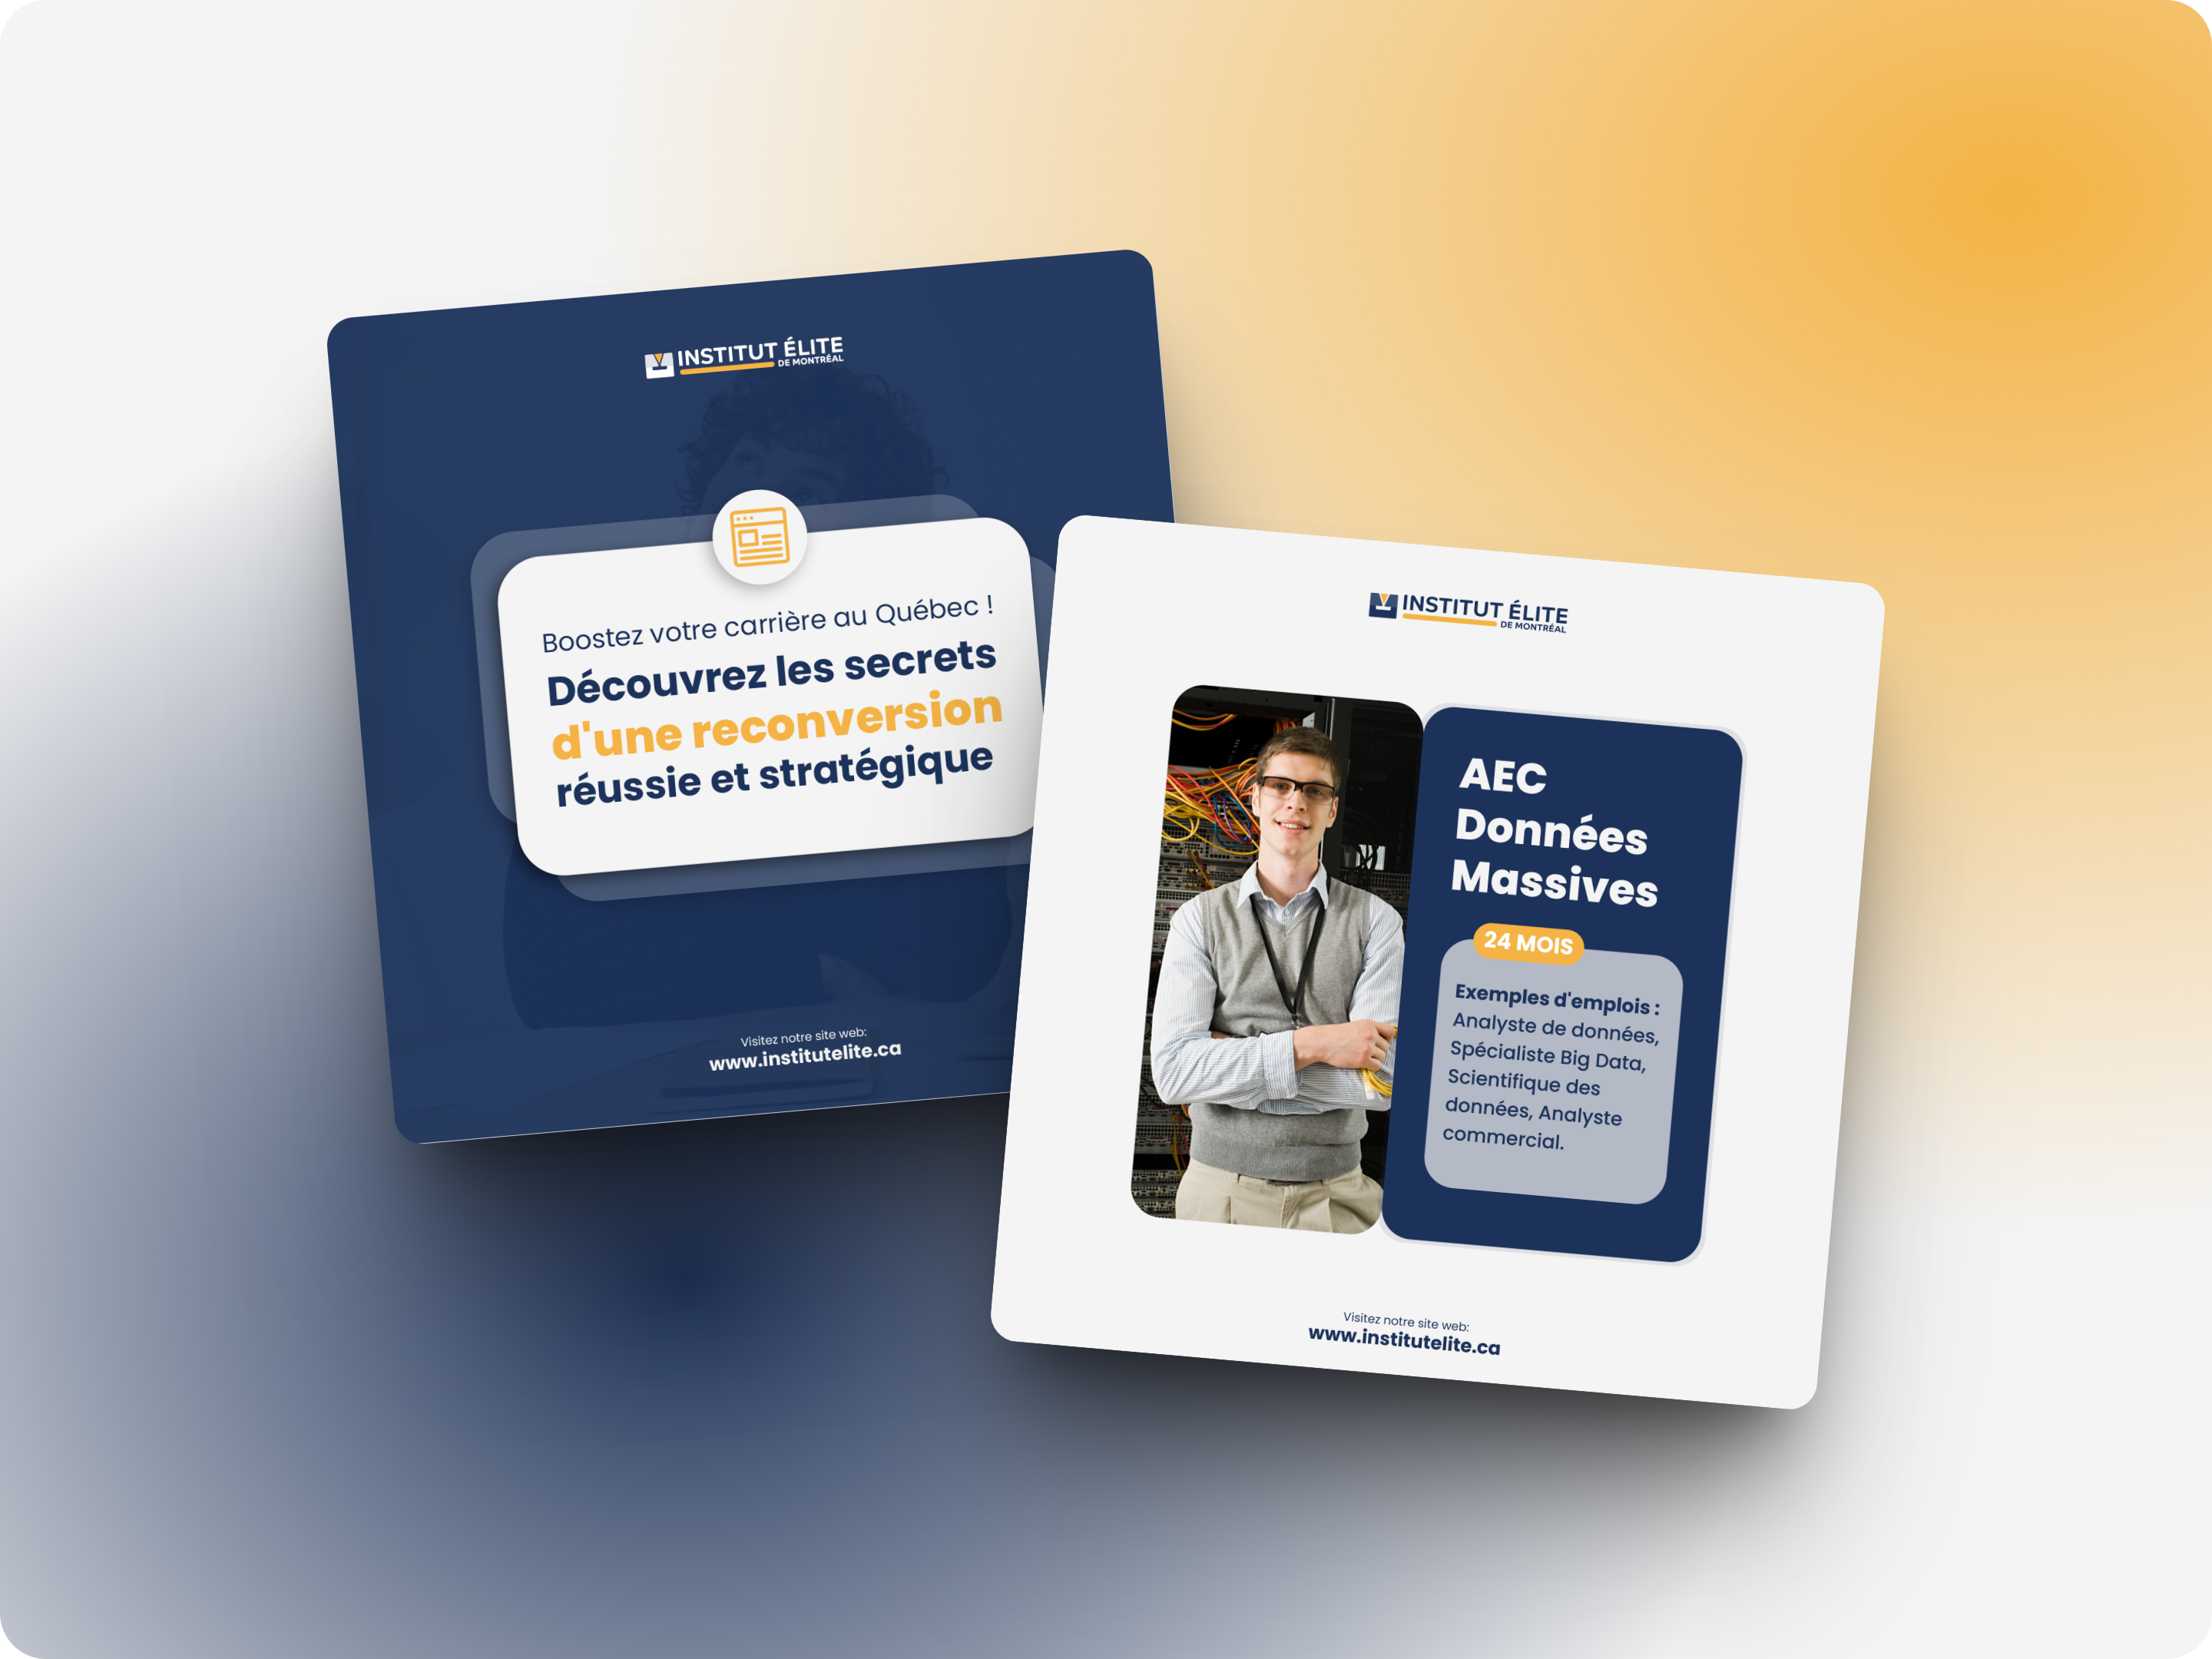 INSTITUT ÉLITE
DE MONTRÉAL
Boostez votre carrière au Québec !
Découvrez les secrets
d'une reconversion
réussie et stratégique
Visitez notre site web:
www.institutelite.ca
INSTITUT ÉLITE
DE MONTRÉAL
AEC
Données
Massives
24 MOIS
Exemples d'emplois :
Analyste de données,
Spécialiste Big Data,
Scientifique des
données, Analyste
commercial.
Visitez notre site web:
www.institutelite.ca